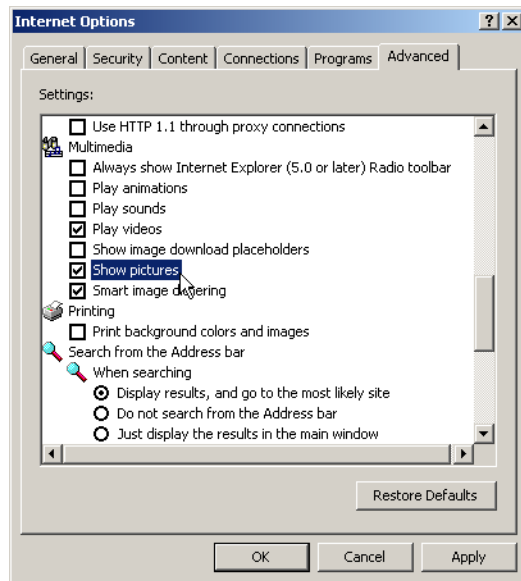 Internet Options
General Security Content Connections Programs Advanced
Settings:
Use HTTP 1.1 through proxy connections
Multimedia
Always show Internet Explorer (5.0 or later) Radio toolbar
Play animations
Play sounds
Play videos
Show image download placeholders
Show pictures
Smart image
Printing
Print background colors and images
Search from the Address bar
When searching
Display results, and go to the most likely site
Do not search from the Address bar
Just display the results in the main window
Restore Defaults
OK Cancel Apply